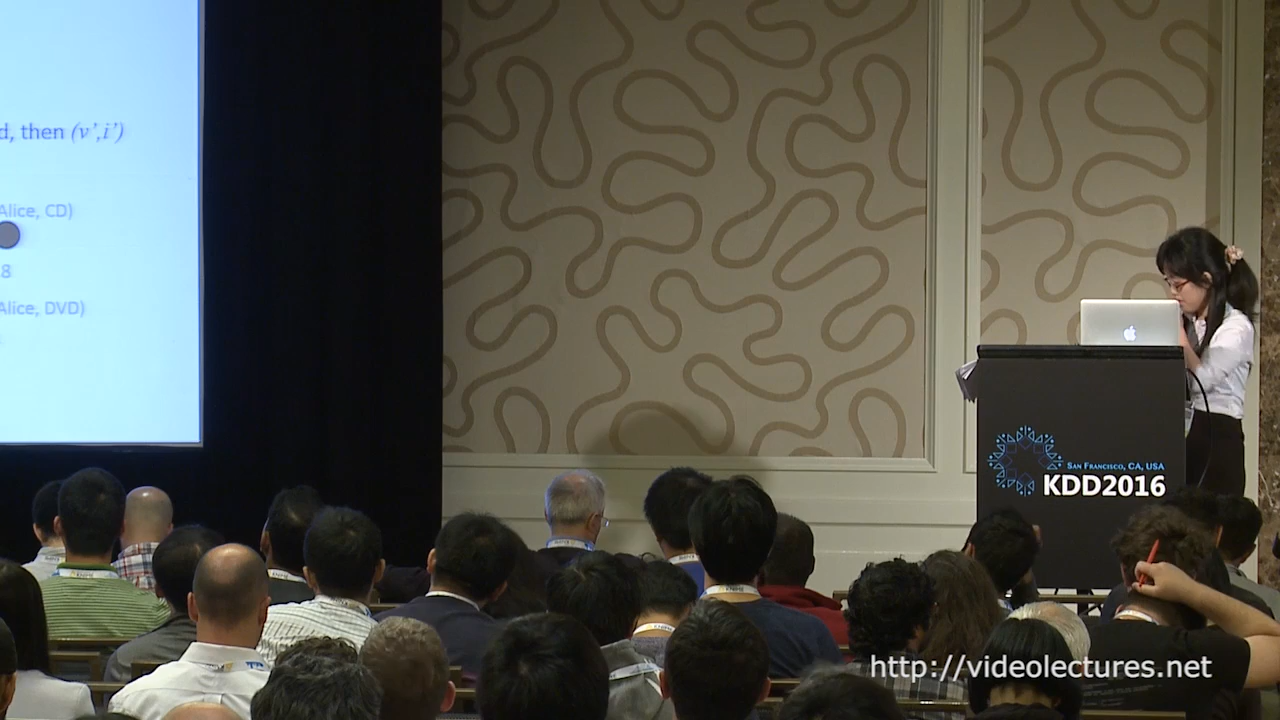 d, then (v’,i’)
Alice, CD)
8
Alice, DVD)
SAN FRANCISCO, CA, USA
KDD2016
http://videolectures.net